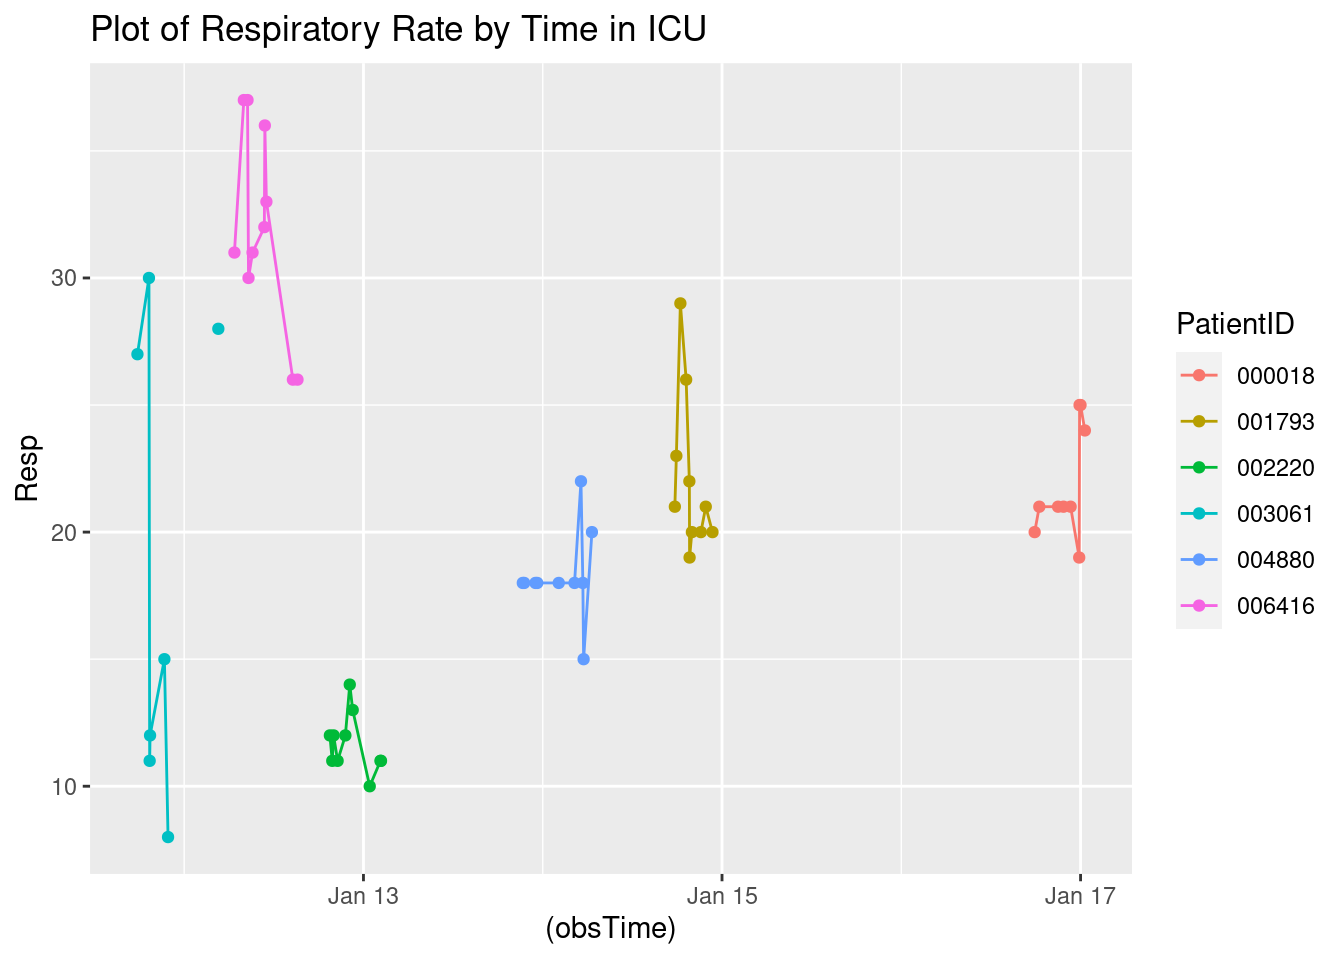 Plot of Respiratory Rate by Time in ICU
Resp
30
20
10
Jan 13
Jan 15
Jan 17
(obsTime)
PatientID
000018
001793
002220
003061
004880
006416